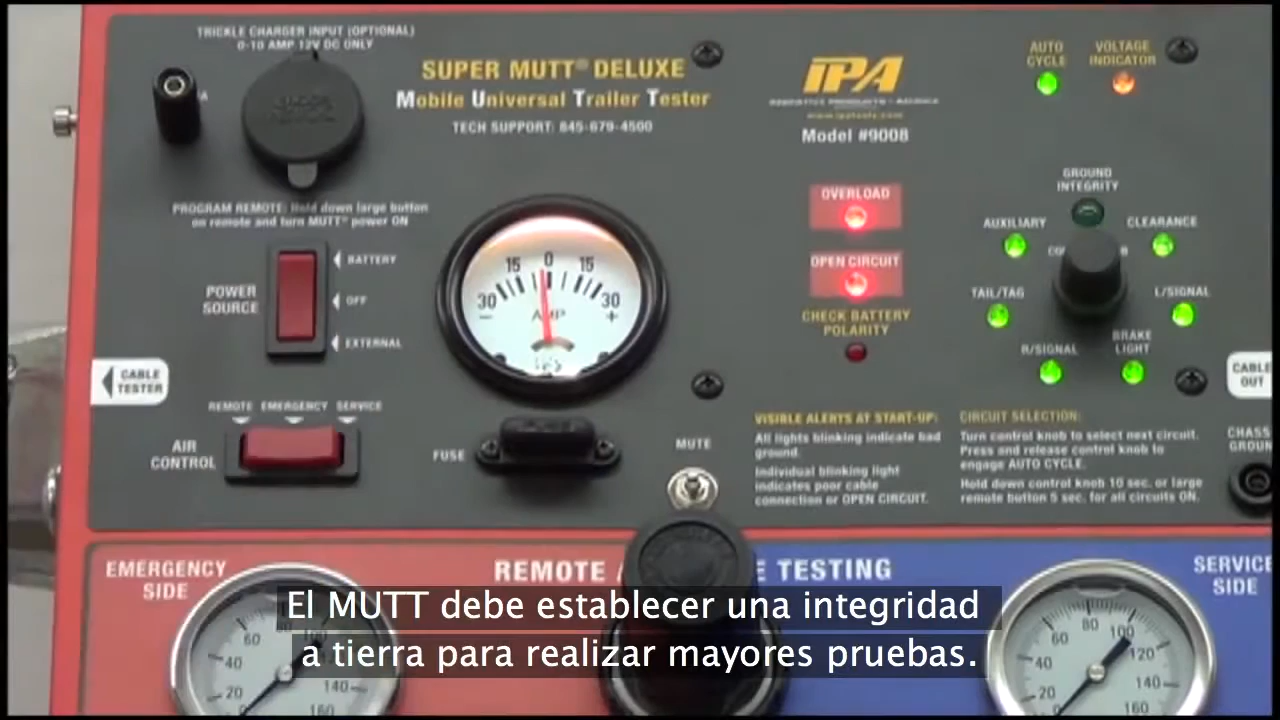 TRICKLE CHARGER INPUT (OPTIONAL)
0-10 AMP 12V DC ONLY
SUPER MUTT® DELUXE
Mobile Universal Trailer Tester
TECH SUPPORT: 845-679-4500
IPA
INNOVATIVE PRODUCTS OF AMERICA
www.ipatools.com
Model #9008
AUTO
CYCLE
VOLTAGE
INDICATOR
GROUND
INTEGRITY
AUXILIARY
CLEARANCE
TAIL/TAG
L/SIGNAL
R/SIGNAL
BRAKE
LIGHT
PROGRAM REMOTE: Hold down large button
on remote and turn MUTT® power ON
POWER
SOURCE
BATTERY
OFF
EXTERNAL
30 15 0 15 30
- AMP +
OVERLOAD
OPEN CIRCUIT
CHECK BATTERY
POLARITY
CABLE
TESTER
CABLE
OUT
REMOTE EMERGENCY SERVICE
AIR
CONTROL
FUSE
MUTE
VISIBLE ALERTS AT START-UP:
All lights blinking indicate bad
ground.
Individual blinking light
indicates poor cable
connection or OPEN CIRCUIT.
CIRCUIT SELECTION:
Turn control knob to select next circuit.
Press and release control knob to
engage AUTO CYCLE.
Hold down control knob 10 sec. or large
remote button 5 sec. for all circuits ON.
CHASS
GROUN
EMERGENCY
SIDE
REMOTE A E TESTING
SERVICE
SIDE
20 40 60 80 100 140 160
20 40 60 80 100 120 140 160
El MUTT debe establecer una integridad
a tierra para realizar mayores pruebas.